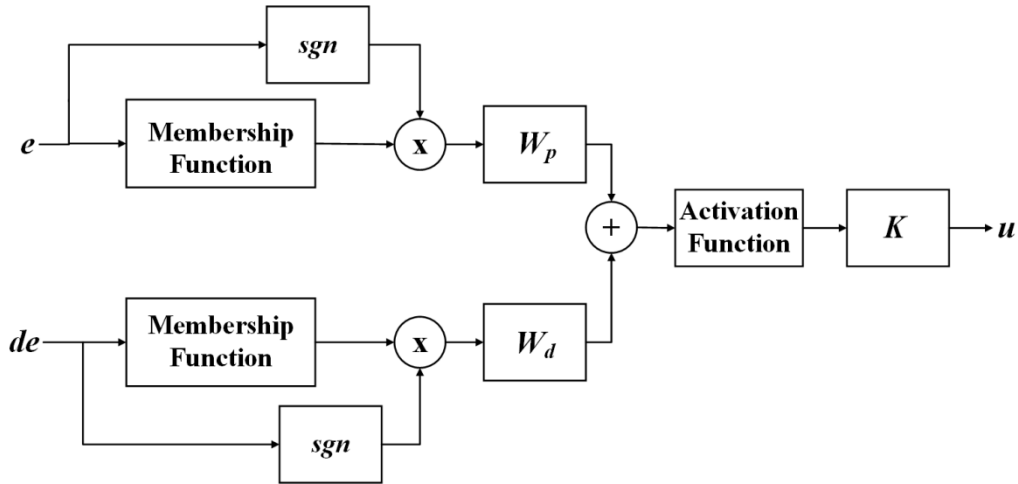 sgn
e
Membership
Function
x
W_p
+
Activation
Function
K
u
de
Membership
Function
x
W_d
sgn